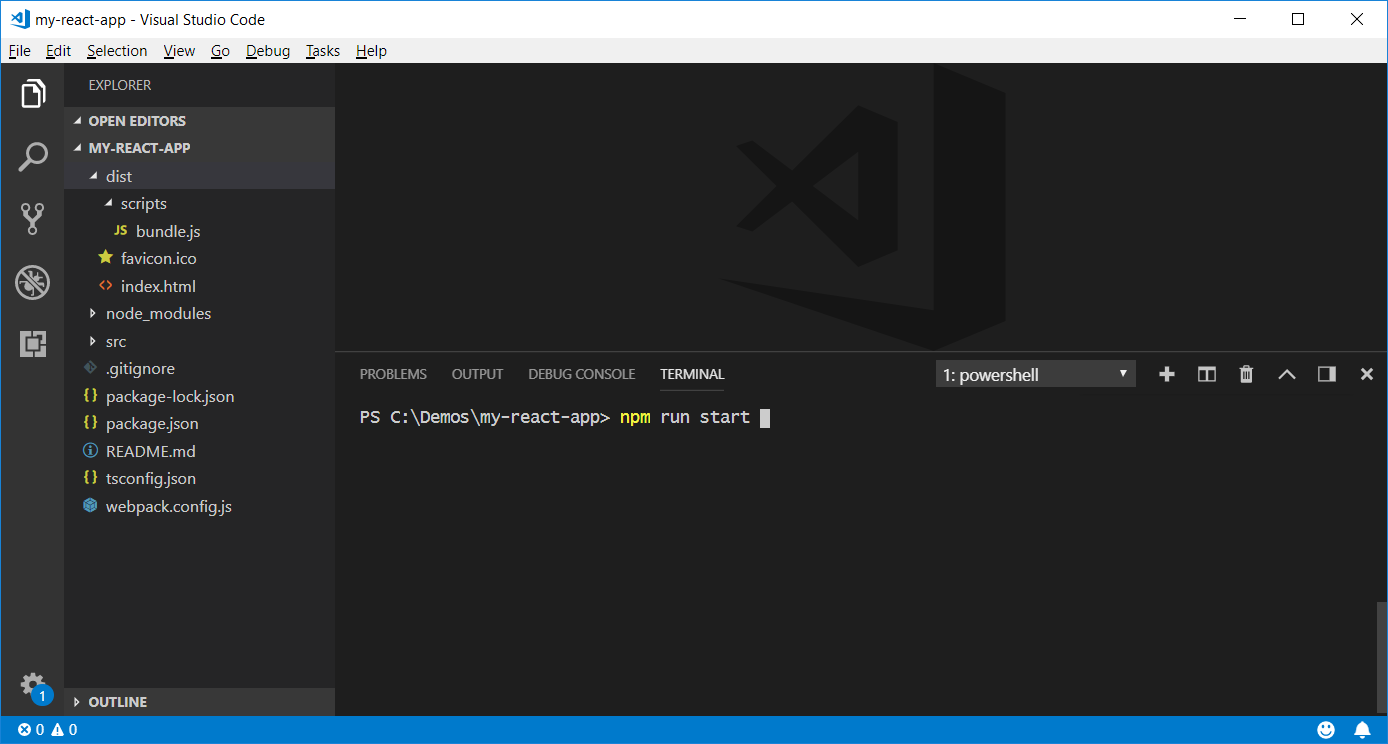 my-react-app - Visual Studio Code
File Edit Selection View Go Debug Tasks Help
EXPLORER
OPEN EDITORS
MY-REACT-APP
dist
scripts
JS bundle.js
favicon.ico
<> index.html
node_modules
src
.gitignore
{} package-lock.json
{} package.json
README.md
{} tsconfig.json
webpack.config.js
OUTLINE
PROBLEMS OUTPUT DEBUG CONSOLE TERMINAL 1: powershell
PS C:\Demos\my-react-app> npm run start
1
0 0